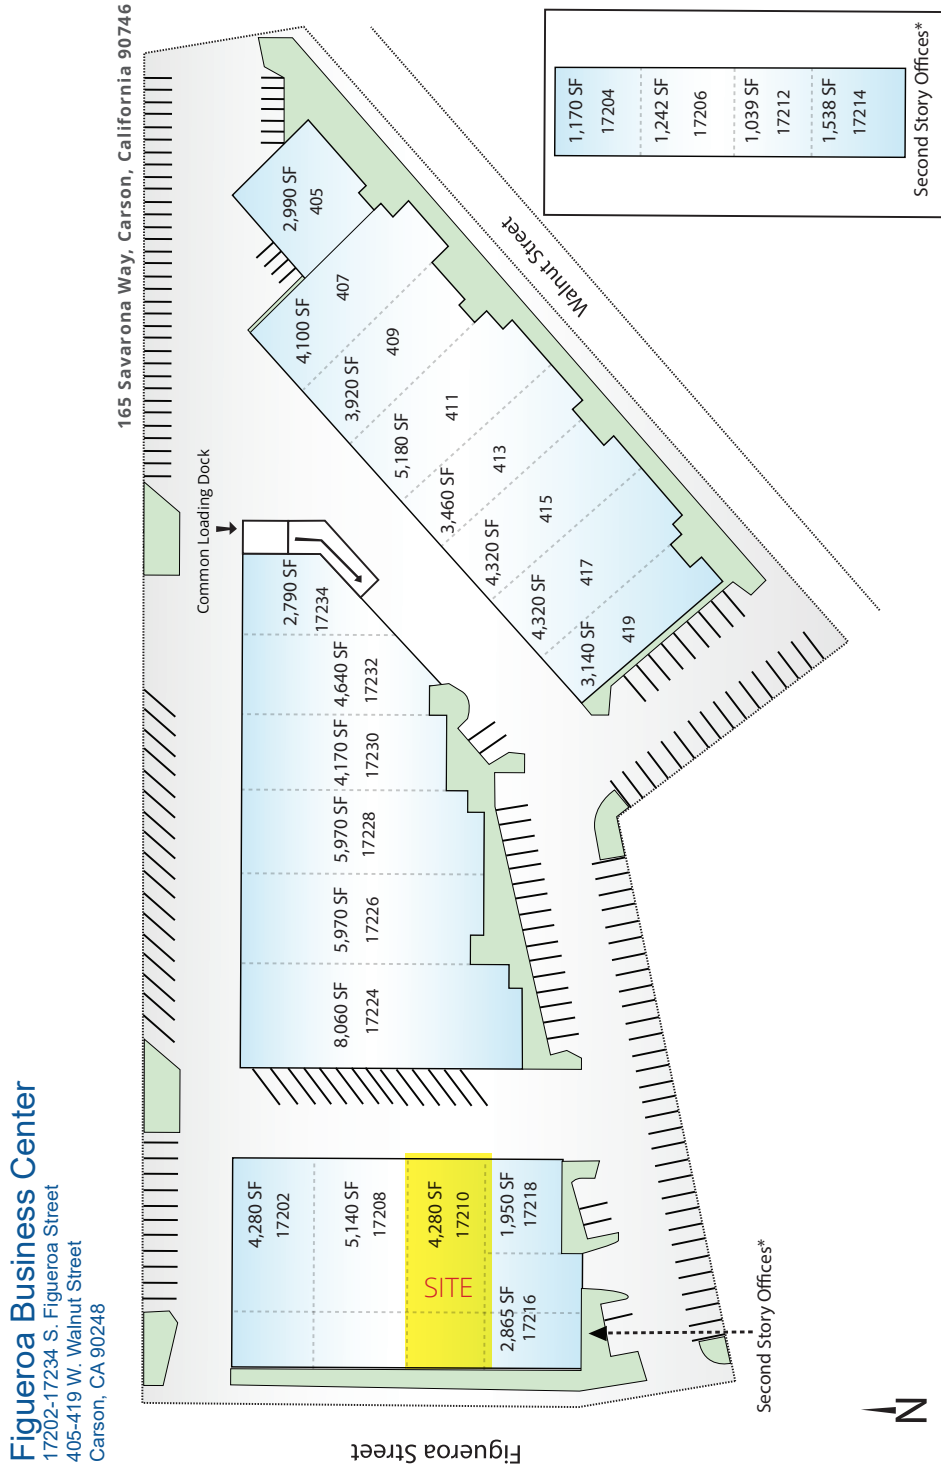 Figueroa Business Center
17202-17234 S. Figueroa Street
405-419 W. Walnut Street
Carson, CA 90248
165 Savarona Way, Carson, California 90746
Common Loading Dock
2,990 SF
405
4,100 SF
407
3,920 SF
409
5,180 SF
411
3,460 SF
413
4,320 SF
415
4,320 SF
417
3,140 SF
419
Walnut Street
2,790 SF
17234
4,640 SF
17232
4,170 SF
17230
5,970 SF
17228
5,970 SF
17226
8,060 SF
17224
4,280 SF
17202
5,140 SF
17208
4,280 SF
17210
SITE
1,950 SF
17218
2,865 SF
17216
Second Story Offices*
Figueroa Street
N
1,170 SF
17204
1,242 SF
17206
1,039 SF
17212
1,538 SF
17214
Second Story Offices*